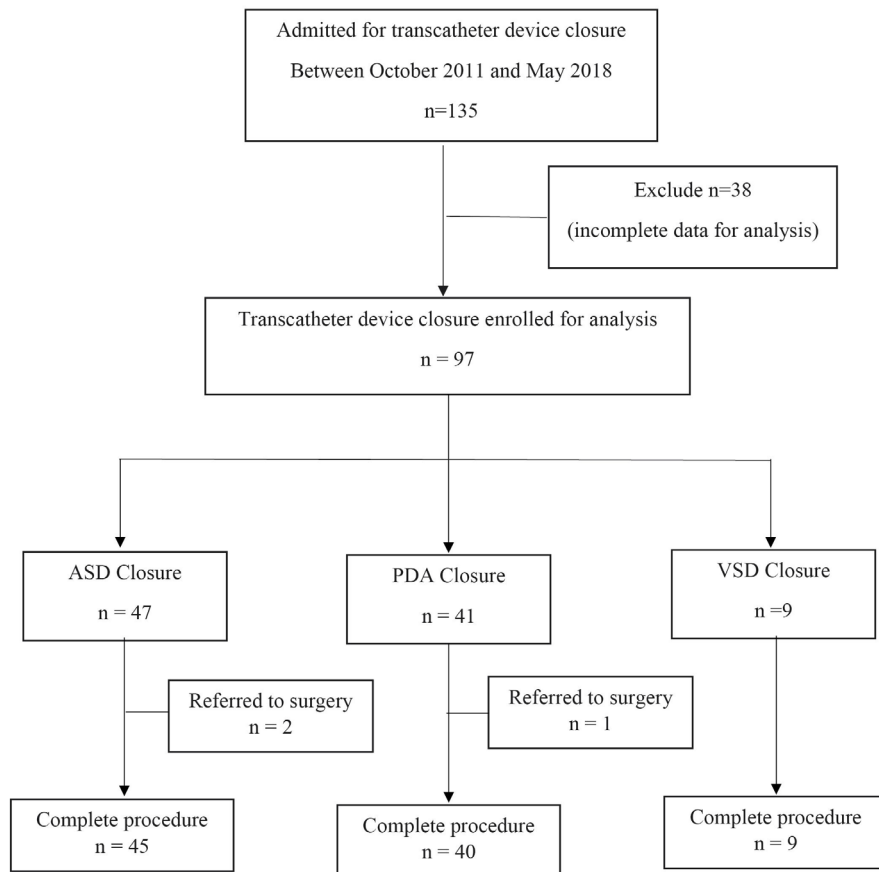 Admitted for transcatheter device closure
Between October 2011 and May 2018
n=135
Exclude n=38
(incomplete data for analysis)
Transcatheter device closure enrolled for analysis
n = 97
ASD Closure
n = 47
PDA Closure
n = 41
VSD Closure
n =9
Referred to surgery
n = 2
Referred to surgery
n = 1
Complete procedure
n = 45
Complete procedure
n = 40
Complete procedure
n = 9